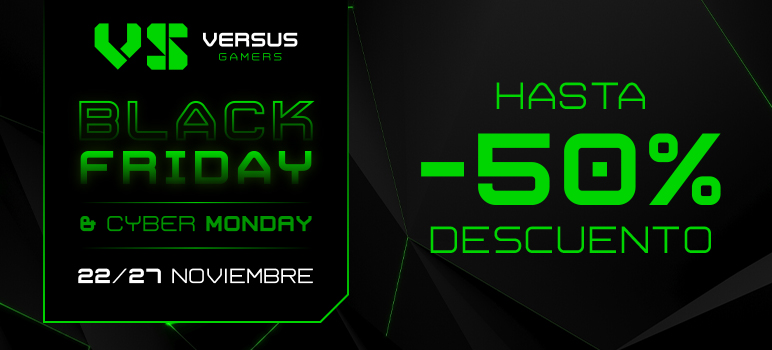 VS VERSUS
GAMERS
BLACK
FRIDAY
& CYBER MONDAY
22/27 NOVIEMBRE
HASTA
-50%
DESCUENTO